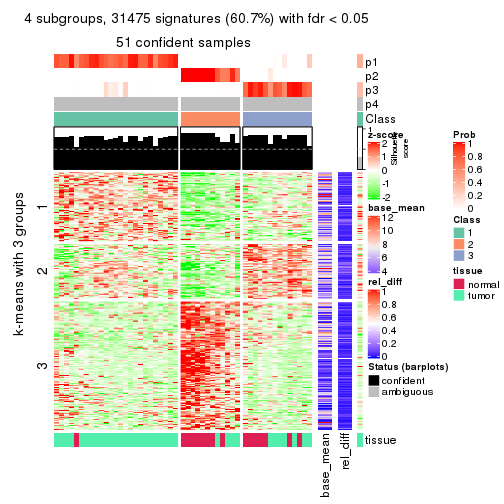 4 subgroups, 31475 signatures (60.7%) with fdr < 0.05
51 confident samples
p1
p2
p3
p4
Class
1
Silhouette
score
k-means with 3 groups
1
2
3
tissue
base_mean
rel_diff
z-score
2
1
0
-1
-2
base_mean
12
10
8
6
4
rel_diff
1
0.8
0.6
0.4
0.2
0
Status (barplots)
confident
ambiguous
Prob
1
0.8
0.6
0.4
0.2
0
Class
1
2
3
tissue
normal
tumor